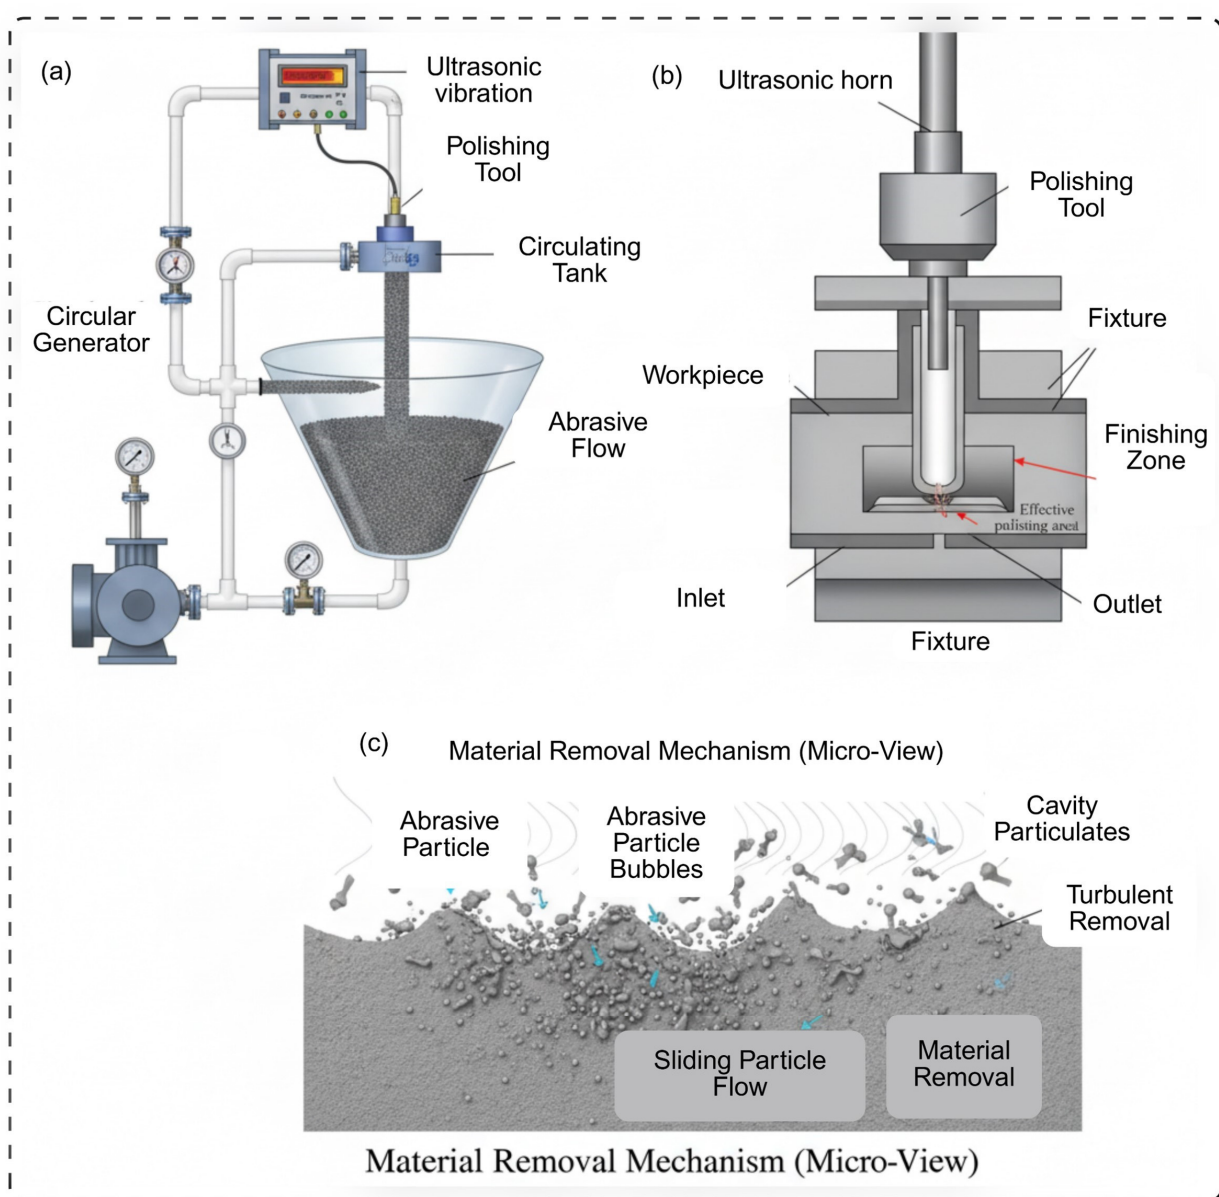 (a)
Ultrasonic
vibration
Polishing
Tool
Circulating
Tank
Circular
Generator
Abrasive
Flow
(b)
Ultrasonic horn
Polishing
Tool
Fixture
Workpiece
Finishing
Zone
Effective
palisting area
Inlet
Outlet
Fixture
(c)
Material Removal Mechanism (Micro-View)
Abrasive
Particle
Abrasive
Particle
Bubbles
Cavity
Particulates
Turbulent
Removal
Sliding Particle
Flow
Material
Removal
Material Removal Mechanism (Micro-View)